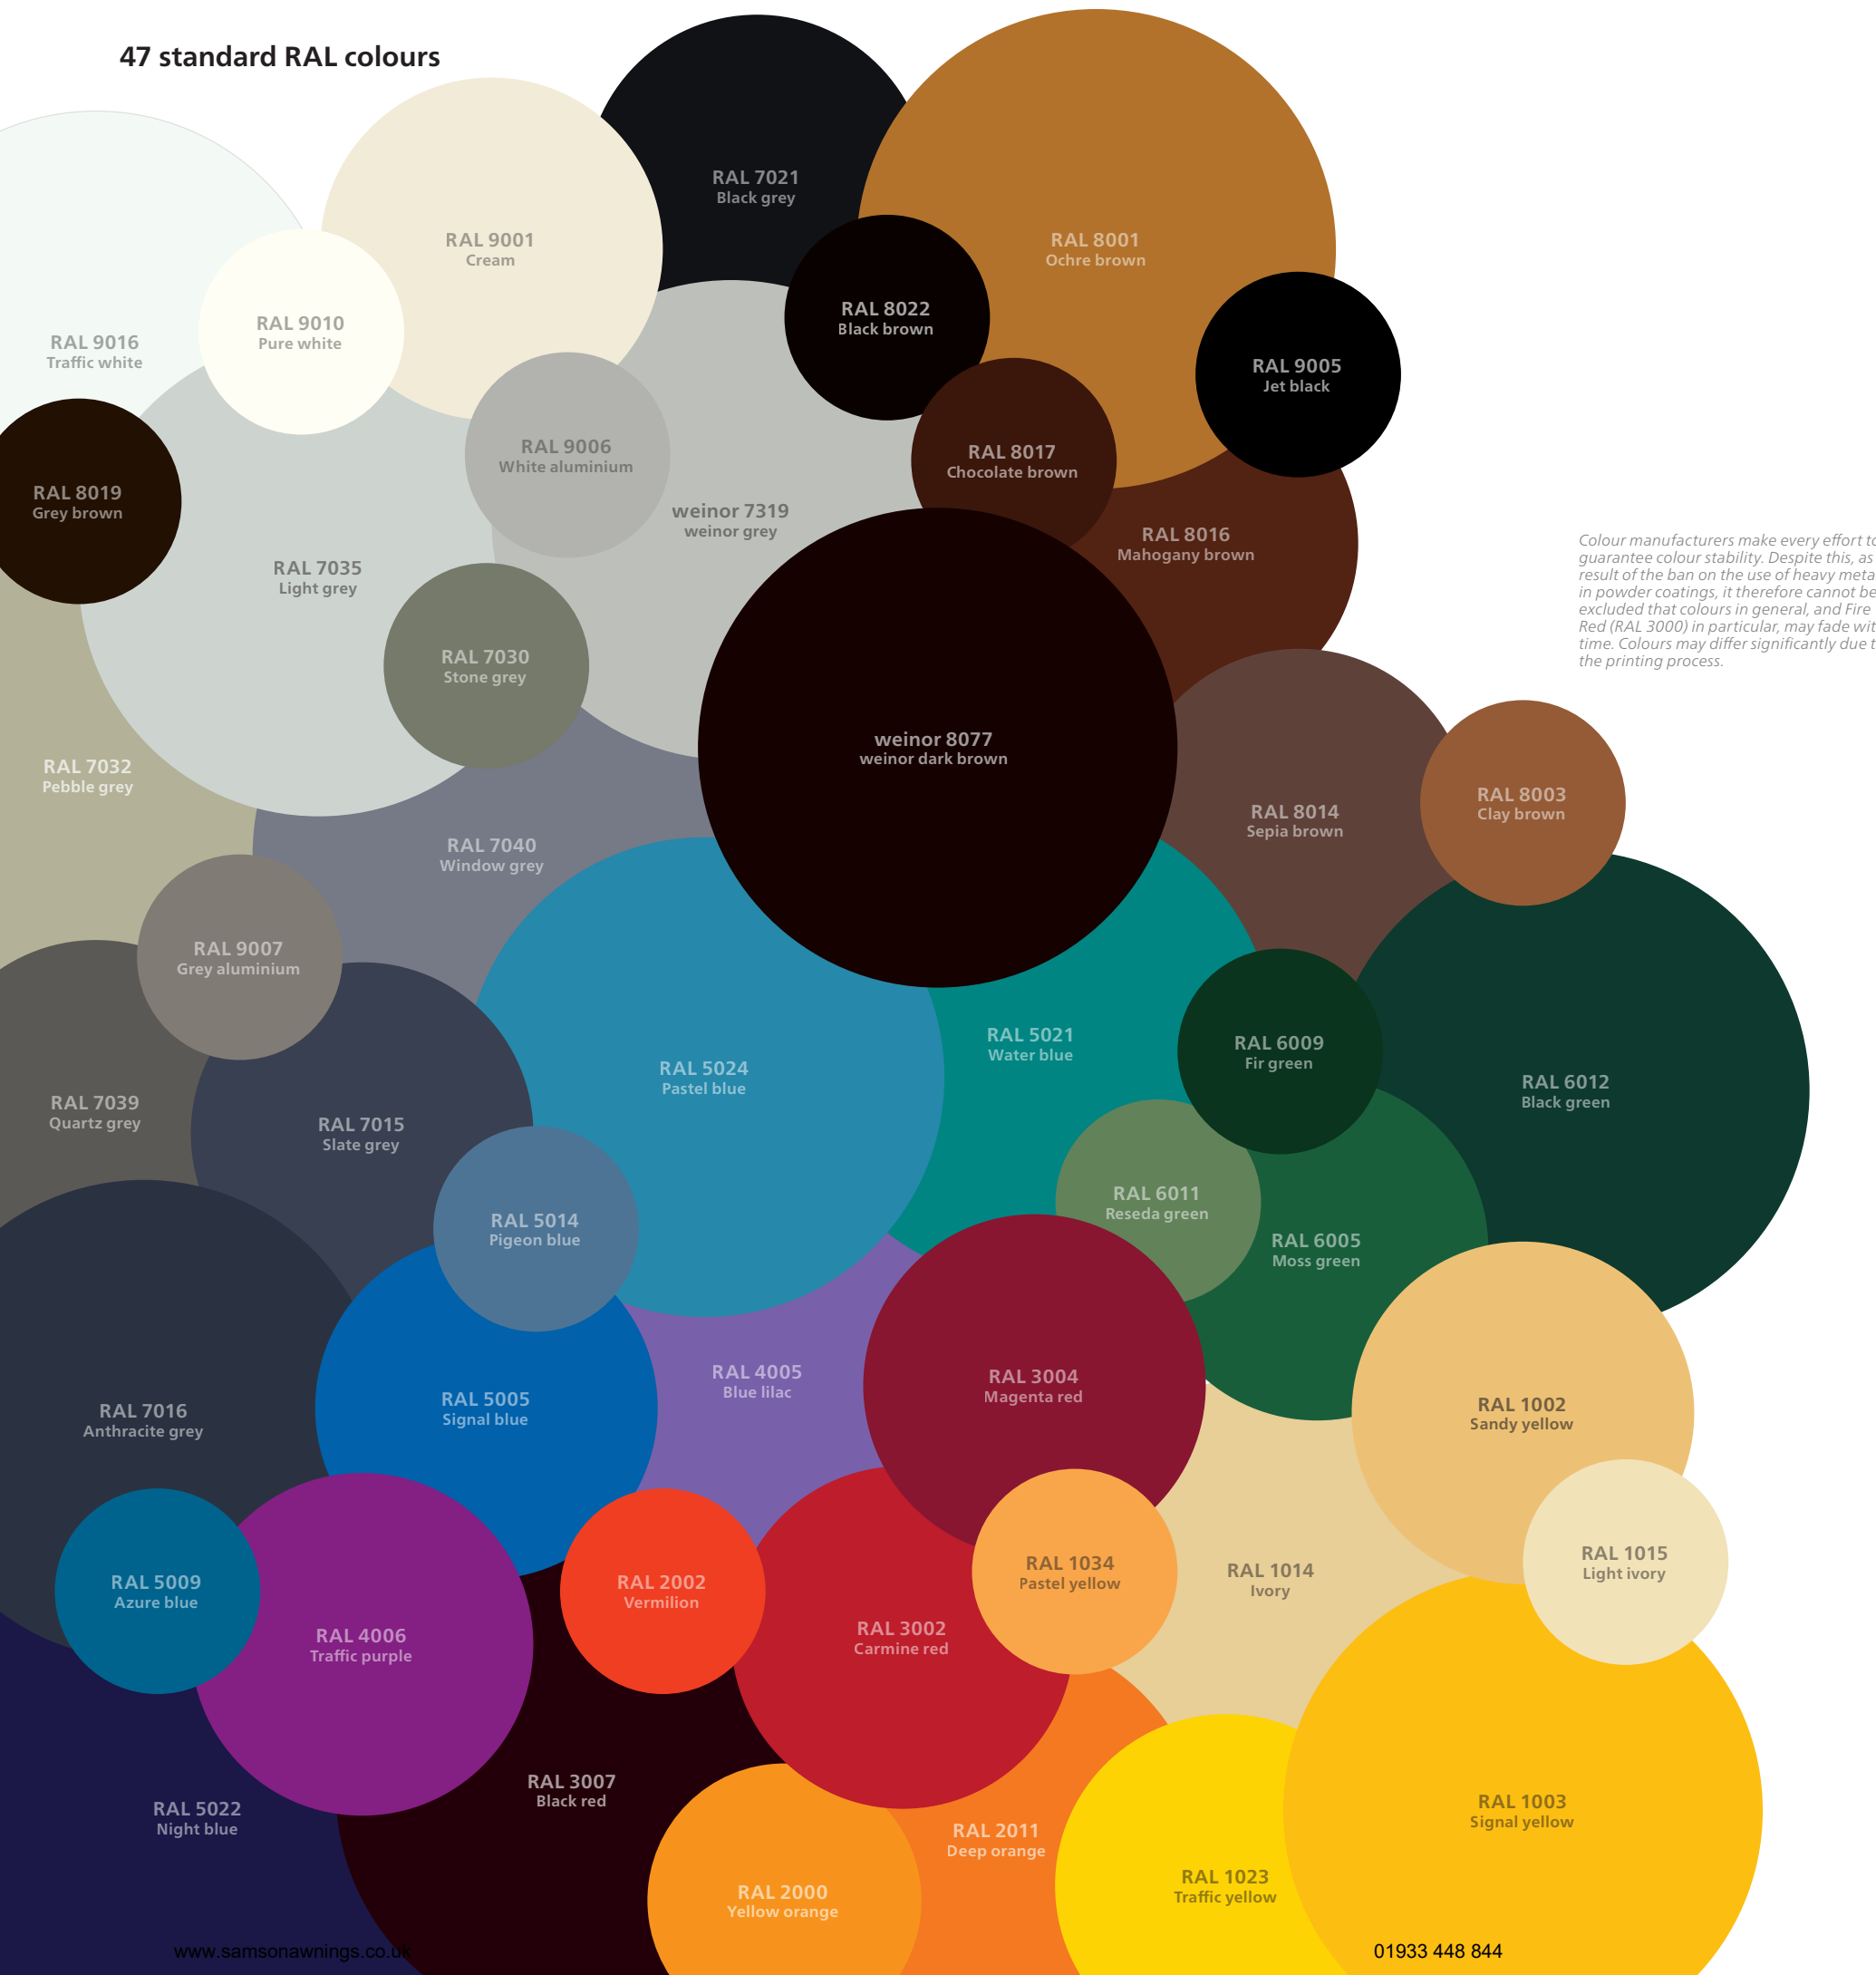 47 standard RAL colours
RAL 7021
Black grey
RAL 9001
Cream
RAL 8001
Ochre brown
RAL 9010
Pure white
RAL 8022
Black brown
RAL 9016
Traffic white
RAL 9005
Jet black
RAL 9006
White aluminium
RAL 8017
Chocolate brown
RAL 8019
Grey brown
weinor 7319
weinor grey
RAL 8016
Mahogany brown
Colour manufacturers make every effort to
guarantee colour stability. Despite this, as
result of the ban on the use of heavy meta
in powder coatings, it therefore cannot be
excluded that colours in general, and Fire
Red (RAL 3000) in particular, may fade wit
time. Colours may differ significantly due t
the printing process.
RAL 7035
Light grey
RAL 7030
Stone grey
weinor 8077
weinor dark brown
RAL 7032
Pebble grey
RAL 8003
Clay brown
RAL 8014
Sepia brown
RAL 7040
Window grey
RAL 9007
Grey aluminium
RAL 5021
Water blue
RAL 6009
Fir green
RAL 5024
Pastel blue
RAL 6012
Black green
RAL 7039
Quartz grey
RAL 7015
Slate grey
RAL 6011
Reseda green
RAL 5014
Pigeon blue
RAL 6005
Moss green
RAL 4005
Blue lilac
RAL 3004
Magenta red
RAL 5005
Signal blue
RAL 1002
Sandy yellow
RAL 7016
Anthracite grey
RAL 1015
Light ivory
RAL 1034
Pastel yellow
RAL 1014
Ivory
RAL 5009
Azure blue
RAL 2002
Vermilion
RAL 3002
Carmine red
RAL 4006
Traffic purple
RAL 3007
Black red
RAL 1003
Signal yellow
RAL 5022
Night blue
RAL 2011
Deep orange
RAL 1023
Traffic yellow
RAL 2000
Yellow orange
www.samsonawnings.co.uk
01933 448 844